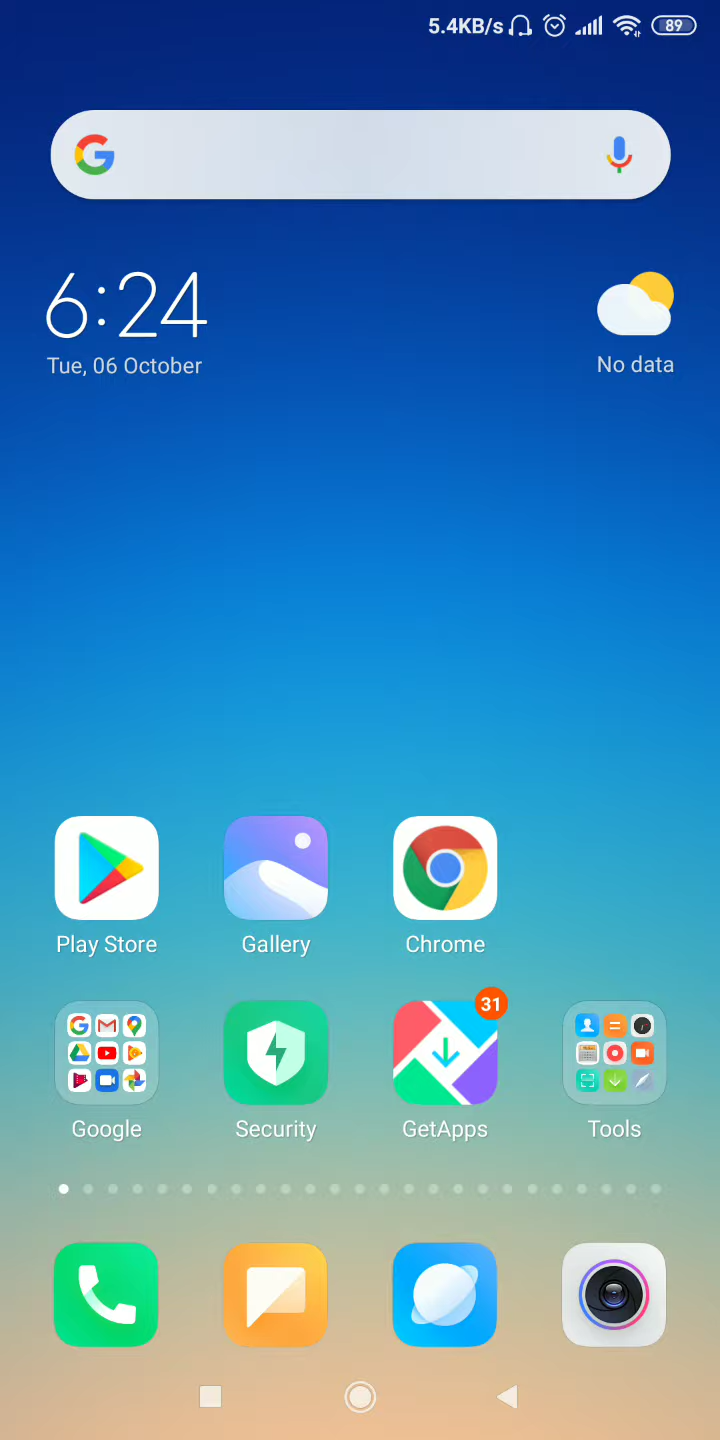 5.4KB/s 89
6:24
Tue, 06 October
No data
Play Store Gallery Chrome
31
Google Security GetApps Tools